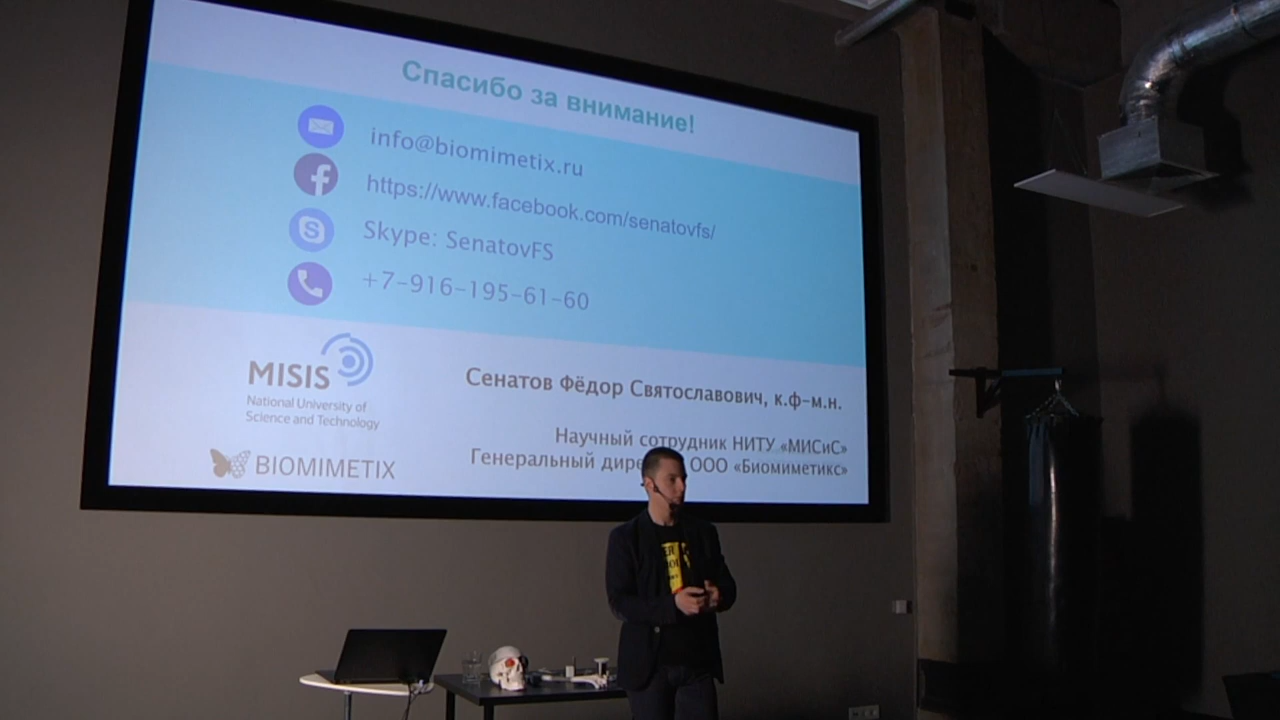 Спасибо за внимание!
info@biomimetix.ru
https://www.facebook.com/senatovfs/
Skype: SenatovFS
+7-916-195-61-60
MISIS
National University of
Science and Technology
Сенатов Фёдор Святославович, к.ф-м.н.
Научный сотрудник НИТУ «МИСиС»
Генеральный ООО «Биомиметикс»
BIOMIMETIX